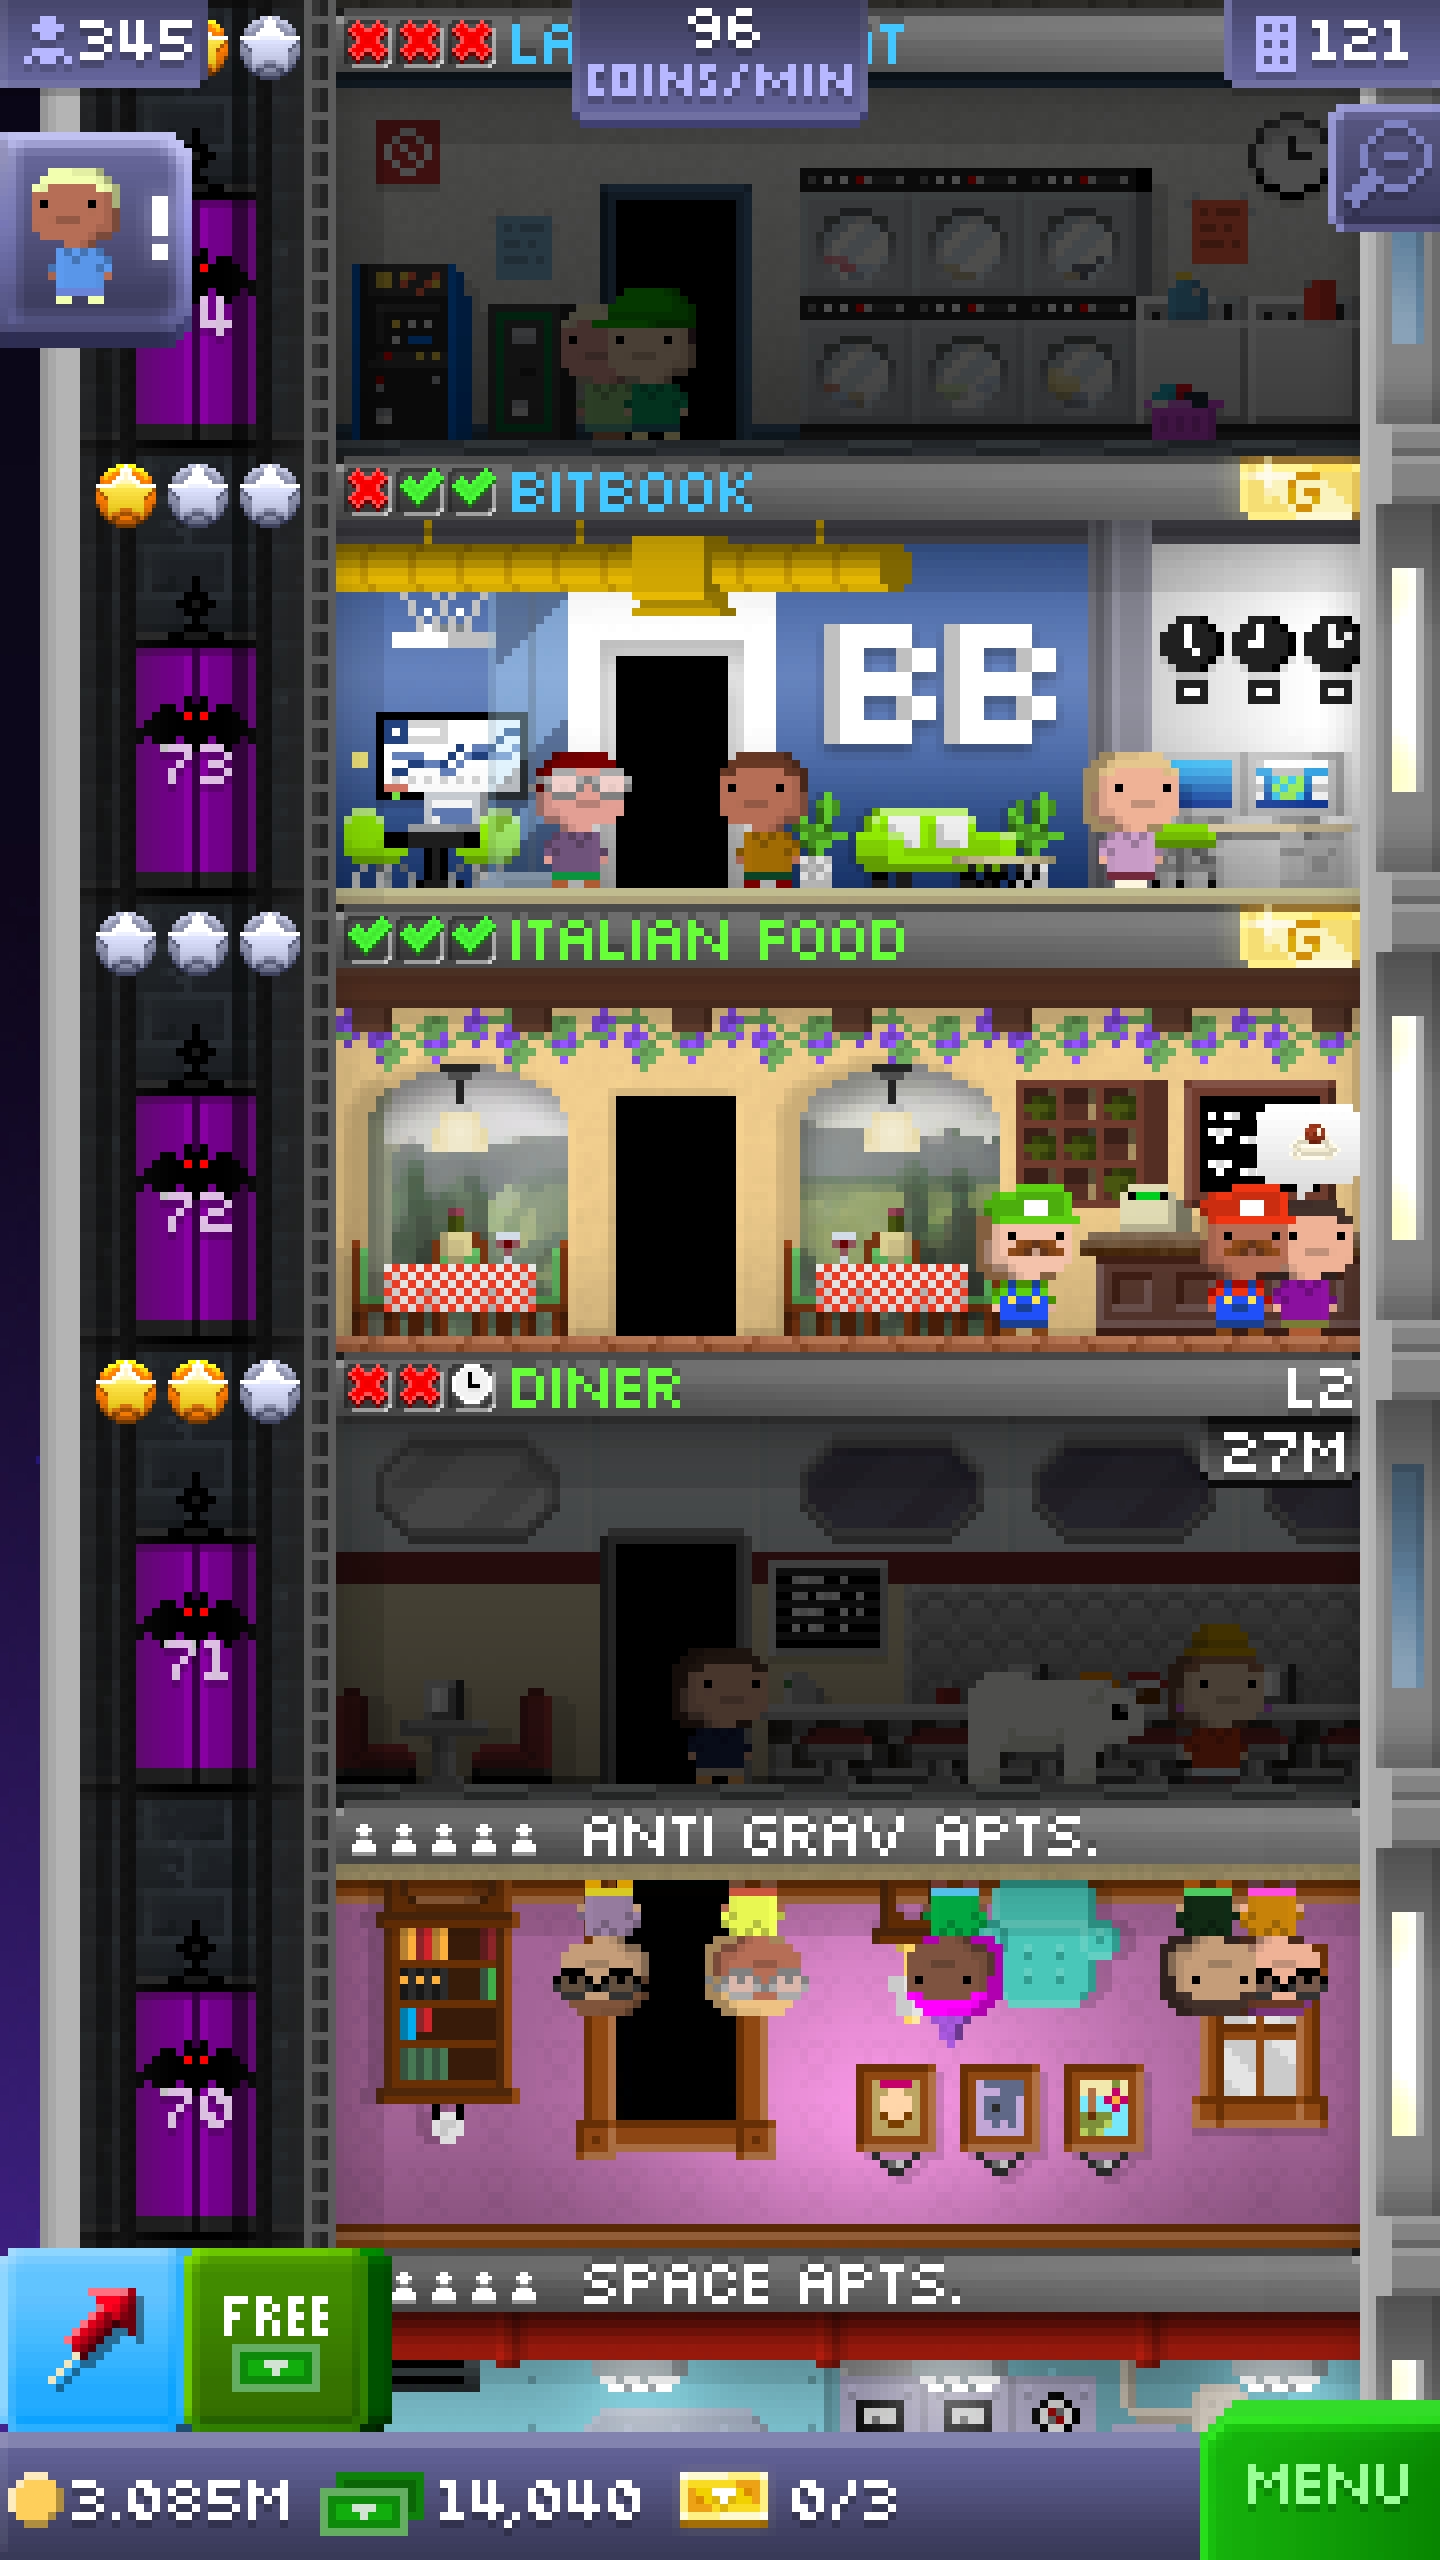 345
96
COINS/MIN
121
!
4
BITBOOK
G
BB
73
ITALIAN FOOD
G
72
DINER
L2
27M
71
ANTI GRAV APTS.
70
SPACE APTS.
FREE
3.085M
14,040
0/3
MENU